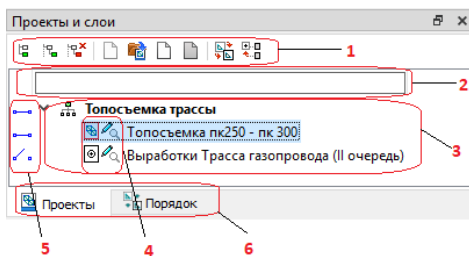 Проекты и слои
1
2
Топосъемка трассы
Топосъемка пк250 - пк 300
3
Выработки Трасса газопровода (II очередь)
Проекты
Порядок
5
4
6